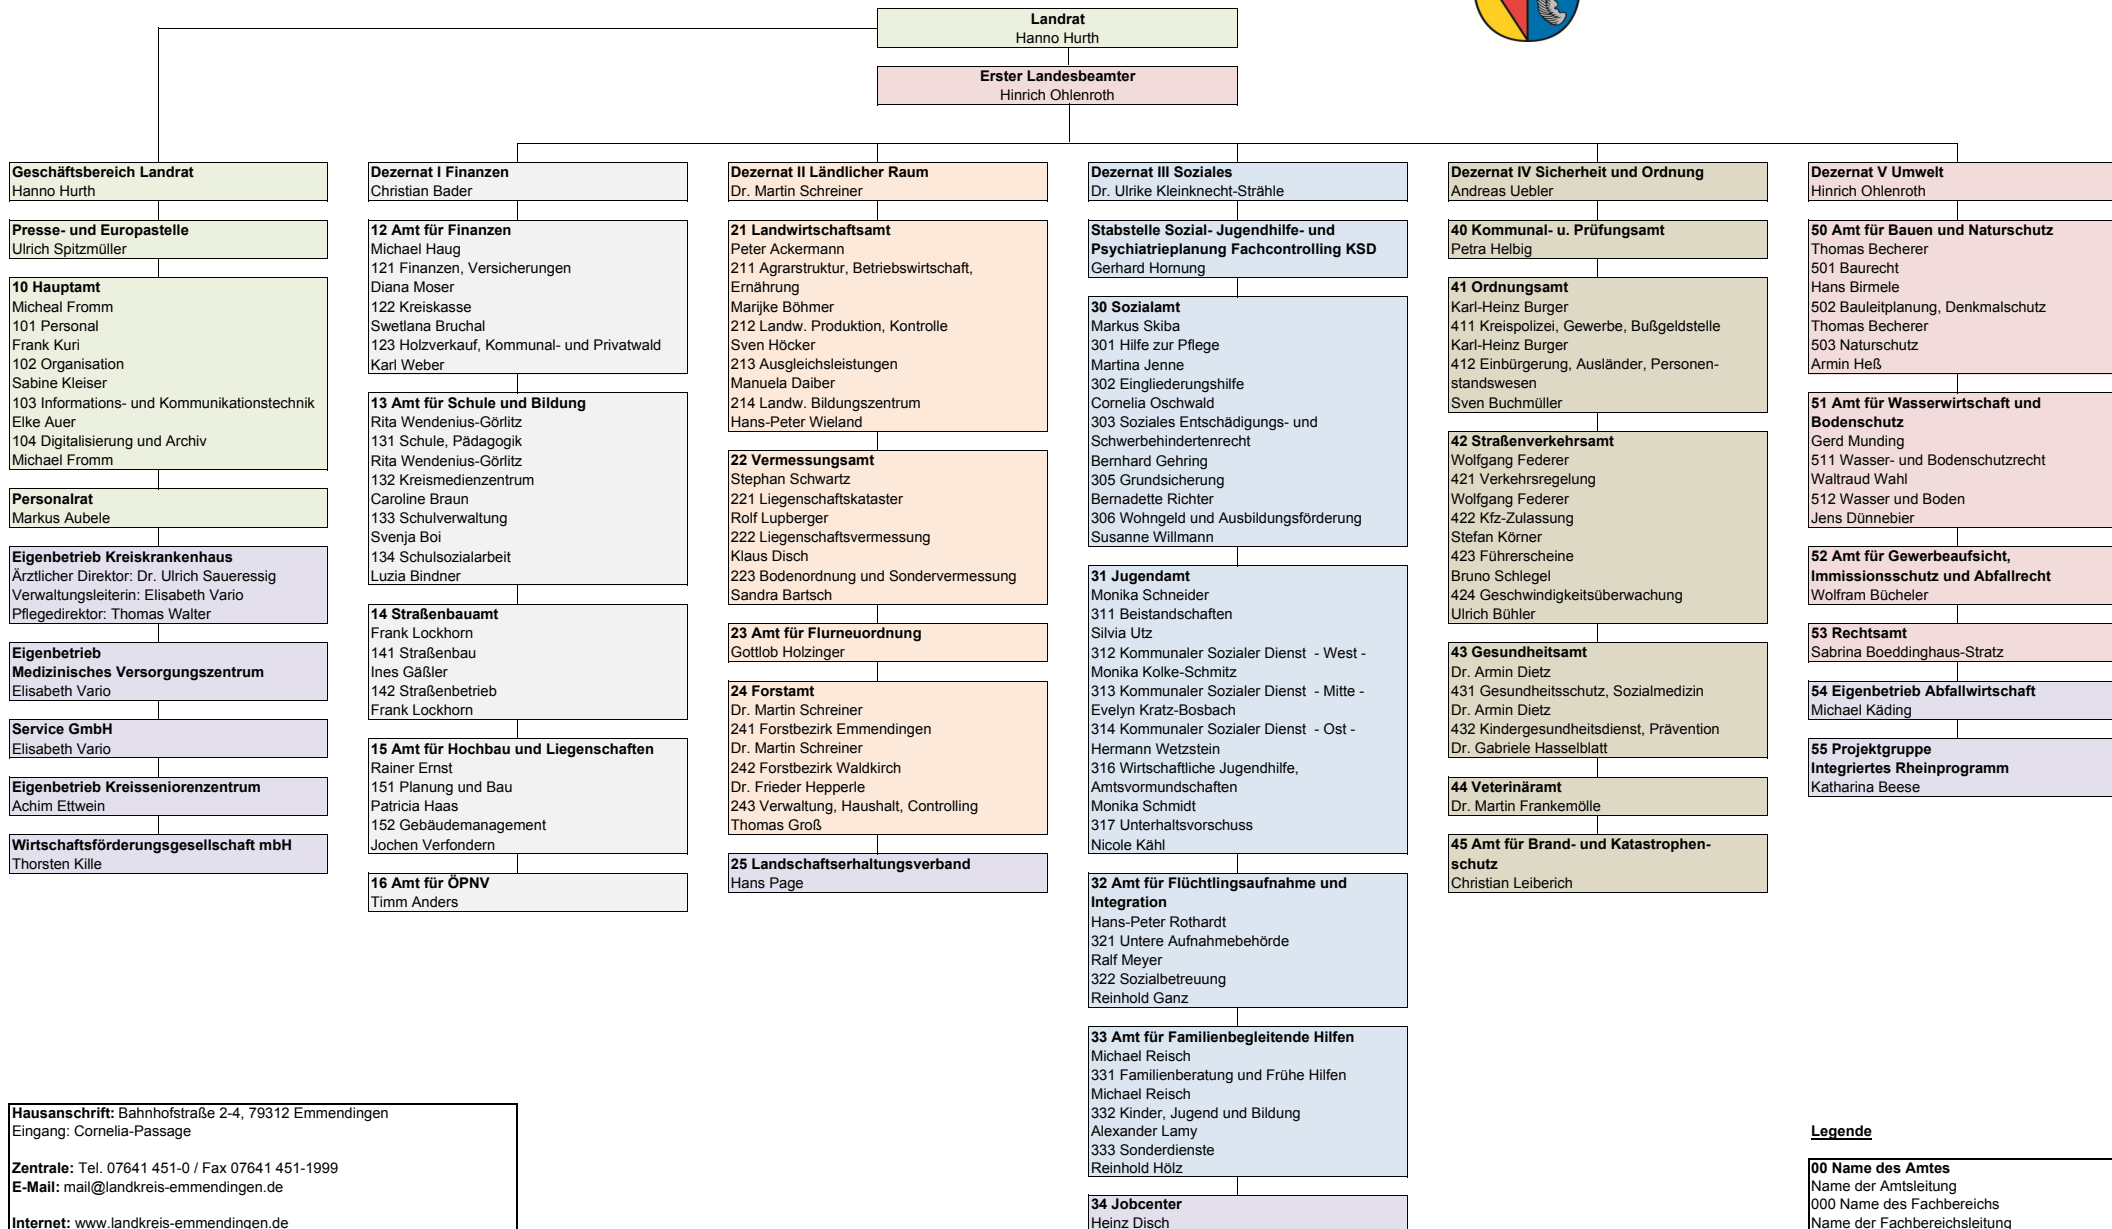 Landrat
Hanno Hurth
Erster Landesbeamter
Hinrich Ohlenroth
Geschäftsbereich Landrat
Hanno Hurth
Presse- und Europastelle
Ulrich Spitzmüller
10 Hauptamt
Micheal Fromm
101 Personal
Frank Kuri
102 Organisation
Sabine Kleiser
103 Informations- und Kommunikationstechnik
Elke Auer
104 Digitalisierung und Archiv
Michael Fromm
Personalrat
Markus Aubele
Eigenbetrieb Kreiskrankenhaus
Ärztlicher Direktor: Dr. Ulrich Saueressig
Verwaltungsleiterin: Elisabeth Vario
Pflegedirektor: Thomas Walter
Eigenbetrieb
Medizinisches Versorgungszentrum
Elisabeth Vario
Service GmbH
Elisabeth Vario
Eigenbetrieb Kreisseniorenzentrum
Achim Ettwein
Wirtschaftsförderungsgesellschaft mbH
Thorsten Kille
Dezernat I Finanzen
Christian Bader
12 Amt für Finanzen
Michael Haug
121 Finanzen, Versicherungen
Diana Moser
122 Kreiskasse
Swetlana Bruchal
123 Holzverkauf, Kommunal- und Privatwald
Karl Weber
13 Amt für Schule und Bildung
Rita Wendenius-Görlitz
131 Schule, Pädagogik
Rita Wendenius-Görlitz
132 Kreismedienzentrum
Caroline Braun
133 Schulverwaltung
Svenja Boi
134 Schulsozialarbeit
Luzia Bindner
14 Straßenbauamt
Frank Lockhorn
141 Straßenbau
Ines Gäßler
142 Straßenbetrieb
Frank Lockhorn
15 Amt für Hochbau und Liegenschaften
Rainer Ernst
151 Planung und Bau
Patricia Haas
152 Gebäudemanagement
Jochen Verfondern
16 Amt für ÖPNV
Timm Anders
Dezernat II Ländlicher Raum
Dr. Martin Schreiner
21 Landwirtschaftsamt
Peter Ackermann
211 Agrarstruktur, Betriebswirtschaft,
Ernährung
Marijke Böhmer
212 Landw. Produktion, Kontrolle
Sven Höcker
213 Ausgleichsleistungen
Manuela Daiber
214 Landw. Bildungszentrum
Hans-Peter Wieland
22 Vermessungsamt
Stephan Schwartz
221 Liegenschaftskataster
Rolf Lupberger
222 Liegenschaftsvermessung
Klaus Disch
223 Bodenordnung und Sondervermessung
Sandra Bartsch
23 Amt für Flurneuordnung
Gottlob Holzinger
24 Forstamt
Dr. Martin Schreiner
241 Forstbezirk Emmendingen
Dr. Martin Schreiner
242 Forstbezirk Waldkirch
Dr. Frieder Hepperle
243 Verwaltung, Haushalt, Controlling
Thomas Groß
25 Landschaftserhaltungsverband
Hans Page
Dezernat III Soziales
Dr. Ulrike Kleinknecht-Strähle
Stabstelle Sozial- Jugendhilfe- und
Psychiatrieplanung Fachcontrolling KSD
Gerhard Hornung
30 Sozialamt
Markus Skiba
301 Hilfe zur Pflege
Martina Jenne
302 Eingliederungshilfe
Cornelia Oschwald
303 Soziales Entschädigungs- und
Schwerbehindertenrecht
Bernhard Gehring
305 Grundsicherung
Bernadette Richter
306 Wohngeld und Ausbildungsförderung
Susanne Willmann
31 Jugendamt
Monika Schneider
311 Beistandschaften
Silvia Utz
312 Kommunaler Sozialer Dienst - West -
Monika Kolke-Schmitz
313 Kommunaler Sozialer Dienst - Mitte -
Evelyn Kratz-Bosbach
314 Kommunaler Sozialer Dienst - Ost -
Hermann Wetzstein
316 Wirtschaftliche Jugendhilfe,
Amtsvormundschaften
Monika Schmidt
317 Unterhaltsvorschuss
Nicole Kähl
32 Amt für Flüchtlingsaufnahme und
Integration
Hans-Peter Rothardt
321 Untere Aufnahmebehörde
Ralf Meyer
322 Sozialbetreuung
Reinhold Ganz
33 Amt für Familienbegleitende Hilfen
Michael Reisch
331 Familienberatung und Frühe Hilfen
Michael Reisch
332 Kinder, Jugend und Bildung
Alexander Lamy
333 Sonderdienste
Reinhold Hölz
34 Jobcenter
Heinz Disch
Dezernat IV Sicherheit und Ordnung
Andreas Uebler
40 Kommunal- u. Prüfungsamt
Petra Helbig
41 Ordnungsamt
Karl-Heinz Burger
411 Kreispolizei, Gewerbe, Bußgeldstelle
Karl-Heinz Burger
412 Einbürgerung, Ausländer, Personen-
standswesen
Sven Buchmüller
42 Straßenverkehrsamt
Wolfgang Federer
421 Verkehrsregelung
Wolfgang Federer
422 Kfz-Zulassung
Stefan Körner
423 Führerscheine
Bruno Schlegel
424 Geschwindigkeitsüberwachung
Ulrich Bühler
43 Gesundheitsamt
Dr. Armin Dietz
431 Gesundheitsschutz, Sozialmedizin
Dr. Armin Dietz
432 Kindergesundheitsdienst, Prävention
Dr. Gabriele Hasselblatt
44 Veterinäramt
Dr. Martin Frankemölle
45 Amt für Brand- und Katastrophen-
schutz
Christian Leiberich
Dezernat V Umwelt
Hinrich Ohlenroth
50 Amt für Bauen und Naturschutz
Thomas Becherer
501 Baurecht
Hans Birmele
502 Bauleitplanung, Denkmalschutz
Thomas Becherer
503 Naturschutz
Armin Heß
51 Amt für Wasserwirtschaft und
Bodenschutz
Gerd Munding
511 Wasser- und Bodenschutzrecht
Waltraud Wahl
512 Wasser und Boden
Jens Dünnebier
52 Amt für Gewerbeaufsicht,
Immissionsschutz und Abfallrecht
Wolfram Bücheler
53 Rechtsamt
Sabrina Boeddinghaus-Stratz
54 Eigenbetrieb Abfallwirtschaft
Michael Käding
55 Projektgruppe
Integriertes Rheinprogramm
Katharina Beese
Hausanschrift: Bahnhofstraße 2-4, 79312 Emmendingen
Eingang: Cornelia-Passage
Zentrale: Tel. 07641 451-0 / Fax 07641 451-1999
E-Mail: mail@landkreis-emmendingen.de
Internet: www.landkreis-emmendingen.de
Legende
00 Name des Amtes
Name der Amtsleitung
000 Name des Fachbereichs
Name der Fachbereichsleitung